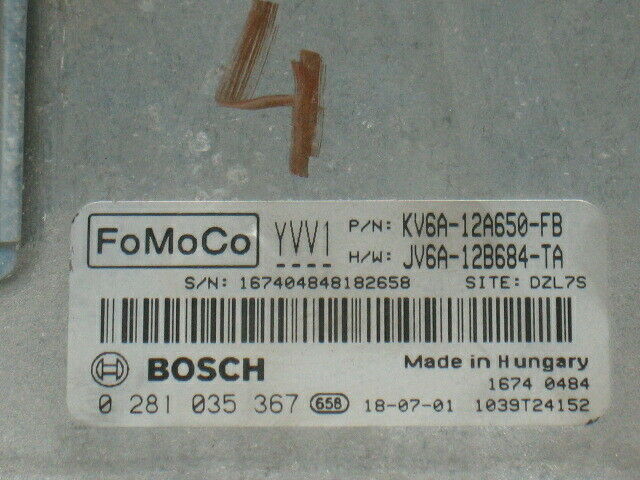 4
FoMoCo YVV1 P/N: KV6A-12A650-FB
H/W: JV6A-12B684-TA
S/N: 167404848182658 SITE: DZL7S
BOSCH Made in Hungary
1674 0484
0 281 035 367 658 18-07-01 1039T24152